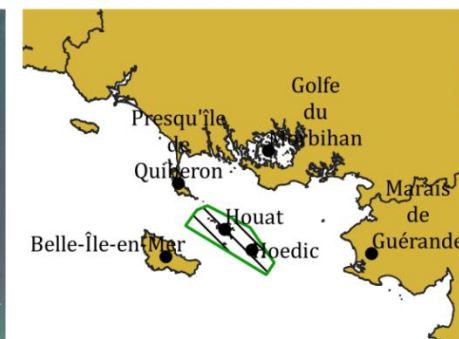 Golfe
du
Morbihan
Presqu'île
de
Quiberon
Marais
de
Guérande
Houat
Belle-Île-en-Mer
Hoedic